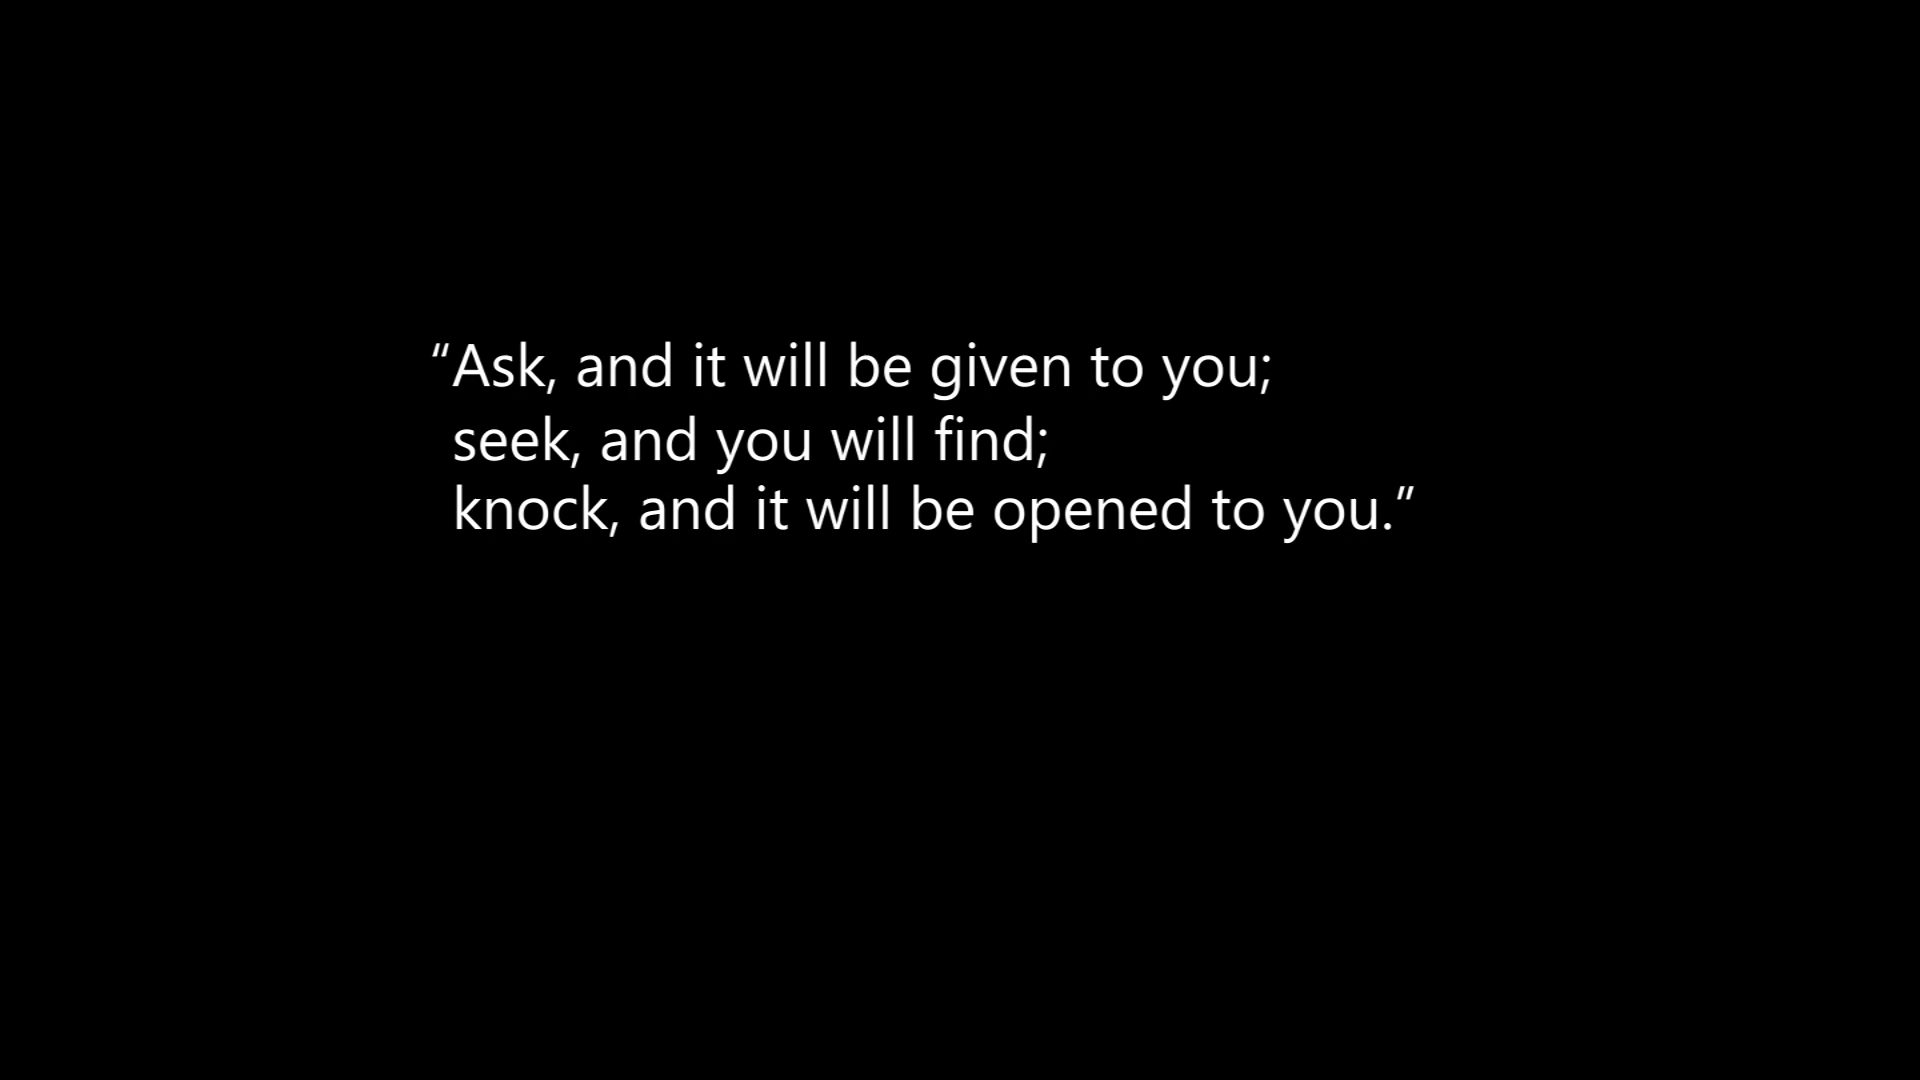 “Ask, and it will be given to you;
seek, and you will find;
knock, and it will be opened to you.”